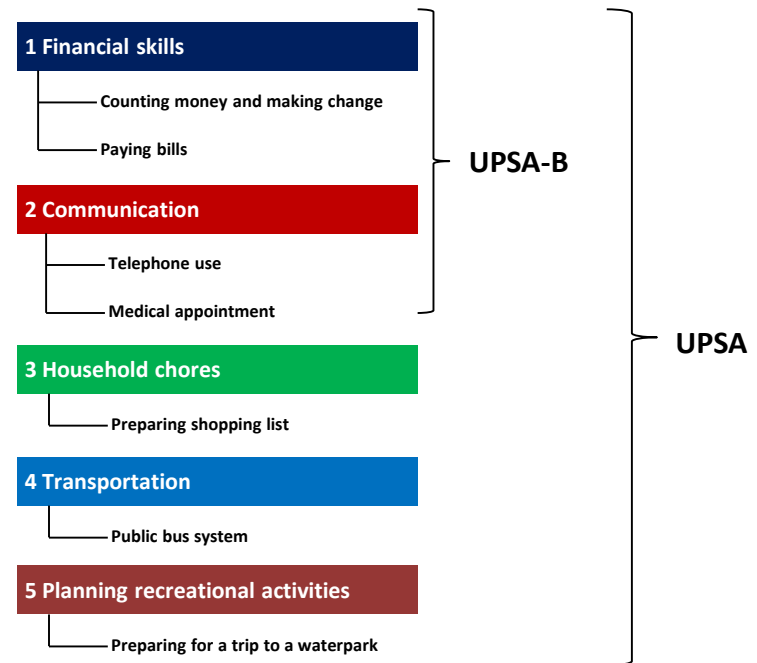 1 Financial skills
Counting money and making change
Paying bills
UPSA-B
2 Communication
Telephone use
Medical appointment
UPSA
3 Household chores
Preparing shopping list
4 Transportation
Public bus system
5 Planning recreational activities
Preparing for a trip to a waterpark